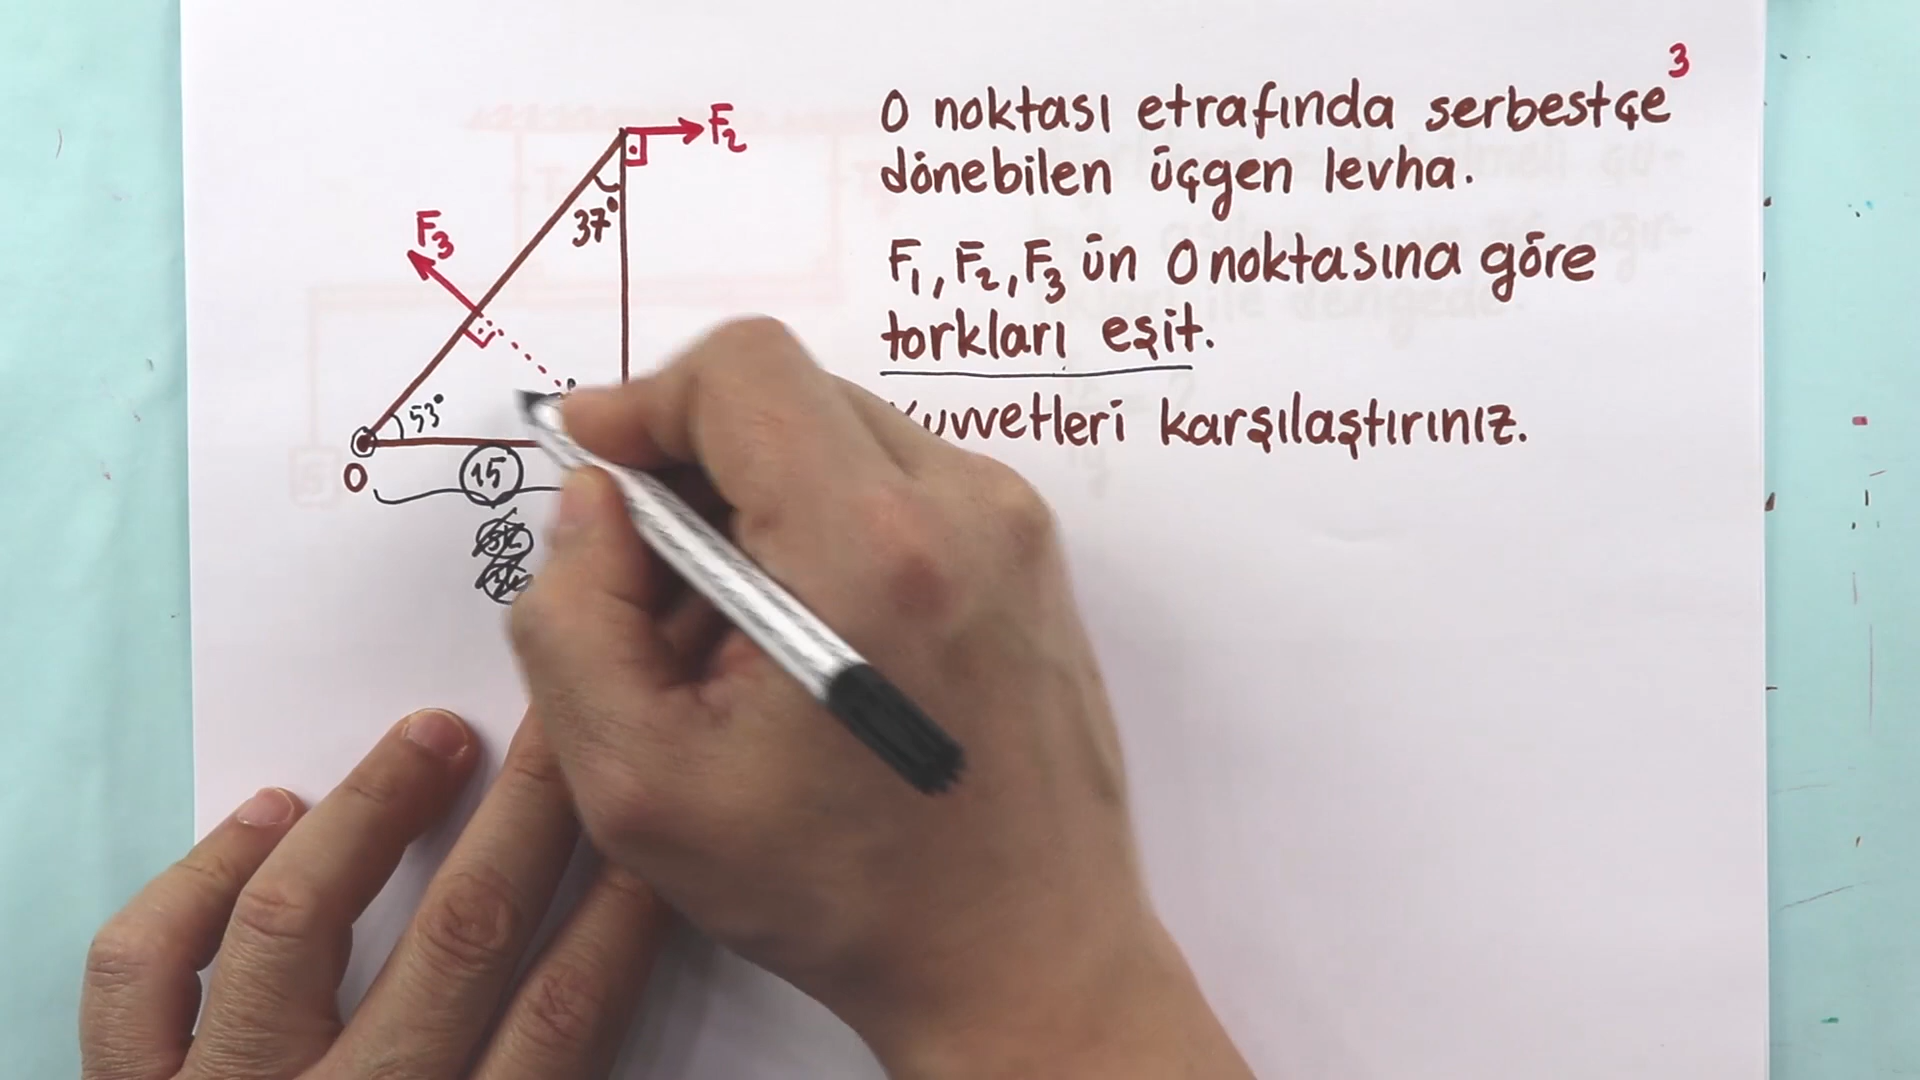 3
O noktası etrafında serbestçe
dönebilen üçgen levha.
F₁, F₂, F₃ ün O noktasına göre
torkları eşit.
Kuvvetleri karşılaştırınız.
F₂
37°
F₃
53°
O
15